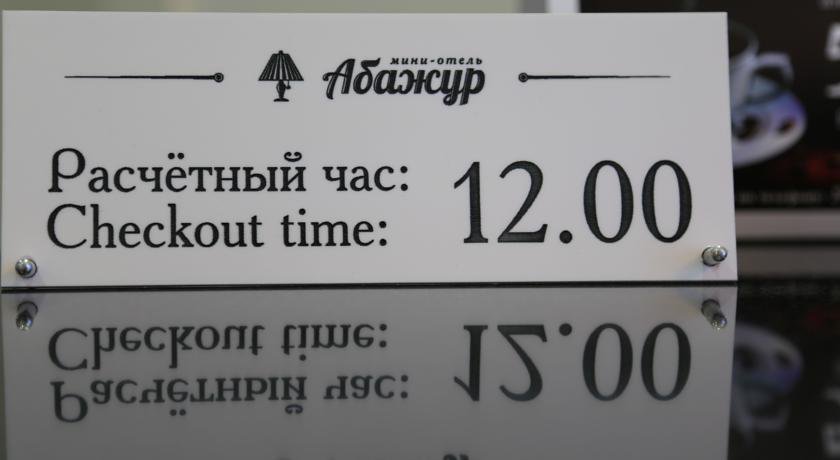 мини-отель
Абажур
Расчётный час:
Checkout time:
12.00